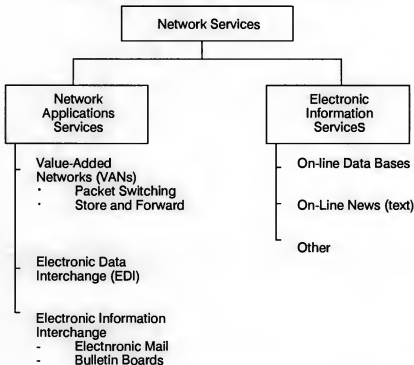 Network Services
Network
Applications
Services
Value-Added
Networks (VANs)
· Packet Switching
· Store and Forward
Electronic Data
Interchange (EDI)
Electronic Information
Interchange
- Electnronic Mail
- Bulletin Boards
Electronic
Information
ServiceS
On-line Data Bases
On-Line News (text)
Other